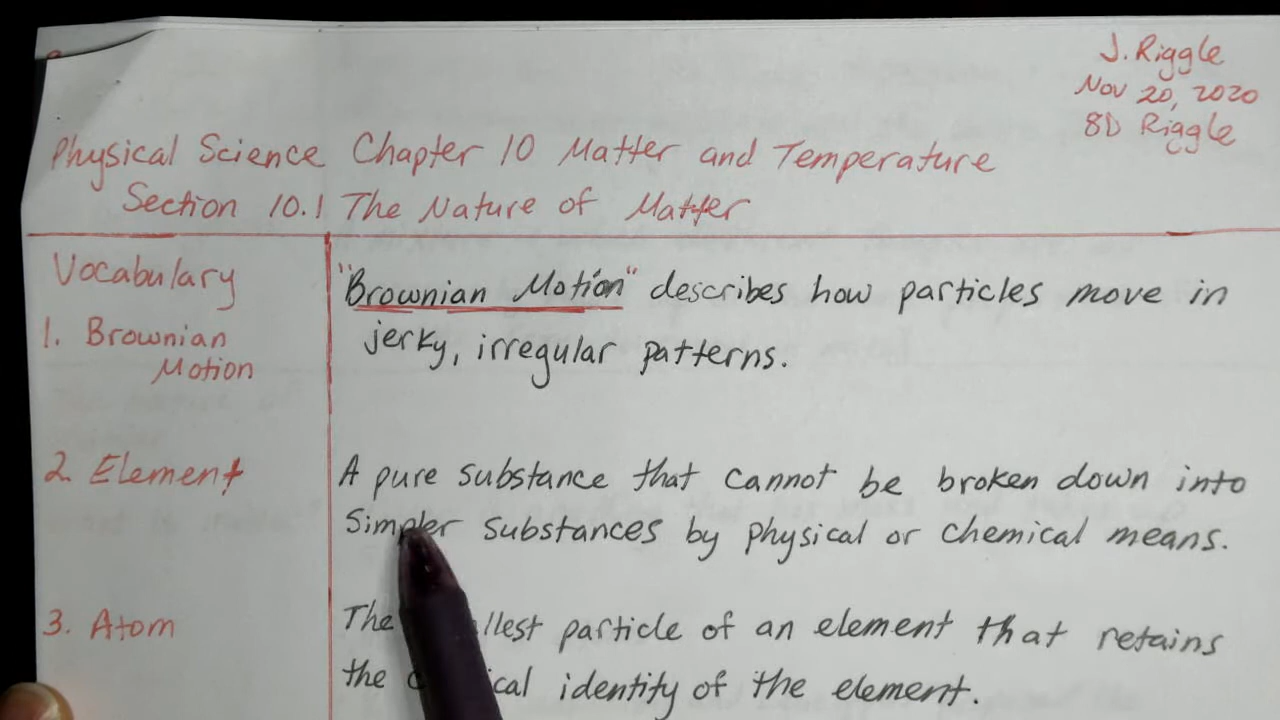 J. Riggle
Nov 20, 2020
8D Riggle
Physical Science Chapter 10 Matter and Temperature
Section 10.1 The Nature of Matter
Vocabulary
1. Brownian
Motion
"Brownian Motion" describes how particles move in
jerky, irregular patterns.
2. Element
A pure substance that cannot be broken down into
Simpler substances by physical or chemical means.
3. Atom
The particle of an element that retains
the identity of the element.